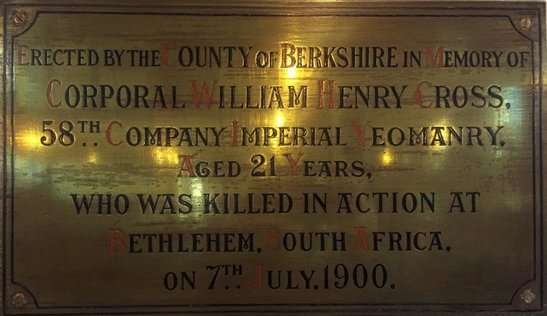 ERECTED BY THE COUNTY OF BERKSHIRE IN MEMORY OF
CORPORAL WILLIAM HENRY CROSS,
58TH COMPANY IMPERIAL YEOMANRY,
AGED 21 YEARS,
WHO WAS KILLED IN ACTION AT
BETHLEHEM, SOUTH AFRICA,
ON 7TH JULY, 1900.